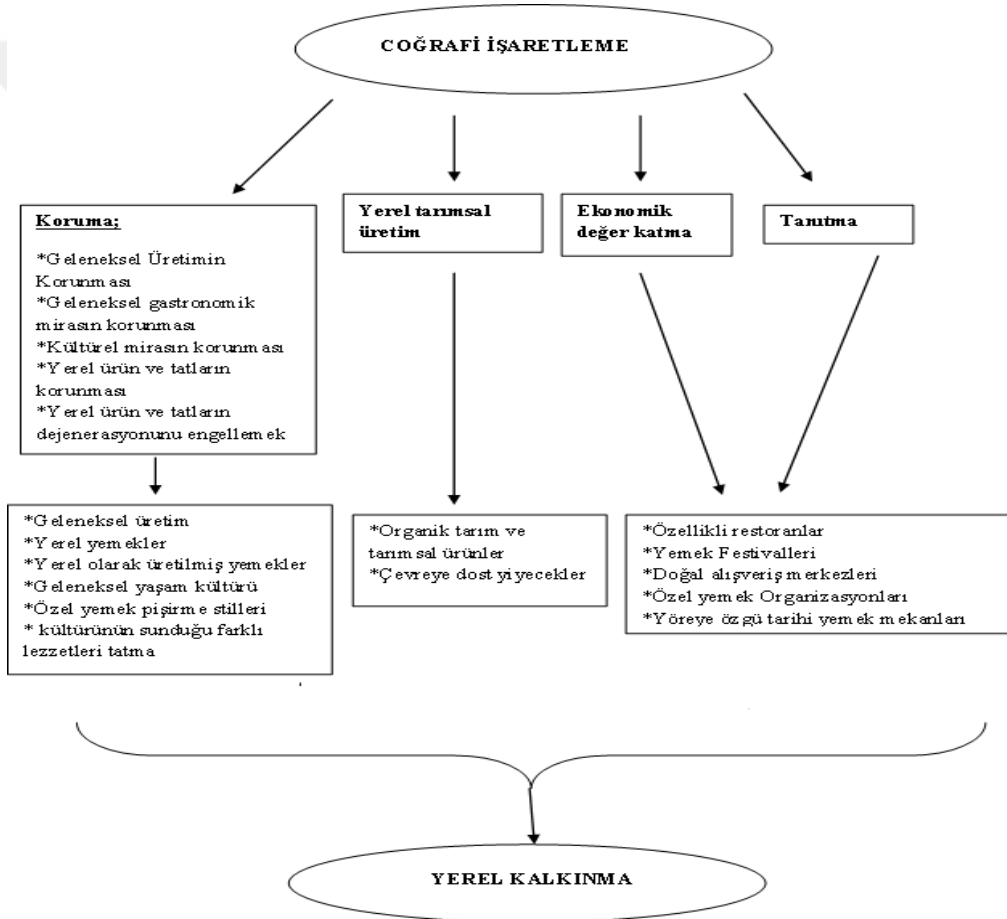 COĞRAFİ İŞARETLEME
Koruma;
*Geleneksel Üretimin
Korunması
*Geleneksel gastronomik
mirasın korunması
*Kültürel mirasın korunması
*Yerel ürün ve tatların
korunması
*Yerel ürün ve tatların
dejenerasyonunu engellemek
Yerel tarımsal
üretim
Ekonomik
değer katma
Tanıtma
*Geleneksel üretim
*Yerel yemekler
*Yerel olarak üretilmiş yemekler
*Geleneksel yaşam kültürü
*Özel yemek pişirme stilleri
* kültürünün sunduğu farklı
lezzetleri tatma
*Organik tarım ve
tarımsal ürünler
*Çevreye dost yiyecekler
*Özellikli restoranlar
*Yemek Festivalleri
*Doğal alışveriş merkezleri
*Özel yemek Organizasyonları
*Yöreye özgü tarihi yemek mekanları
YEREL KALKINMA